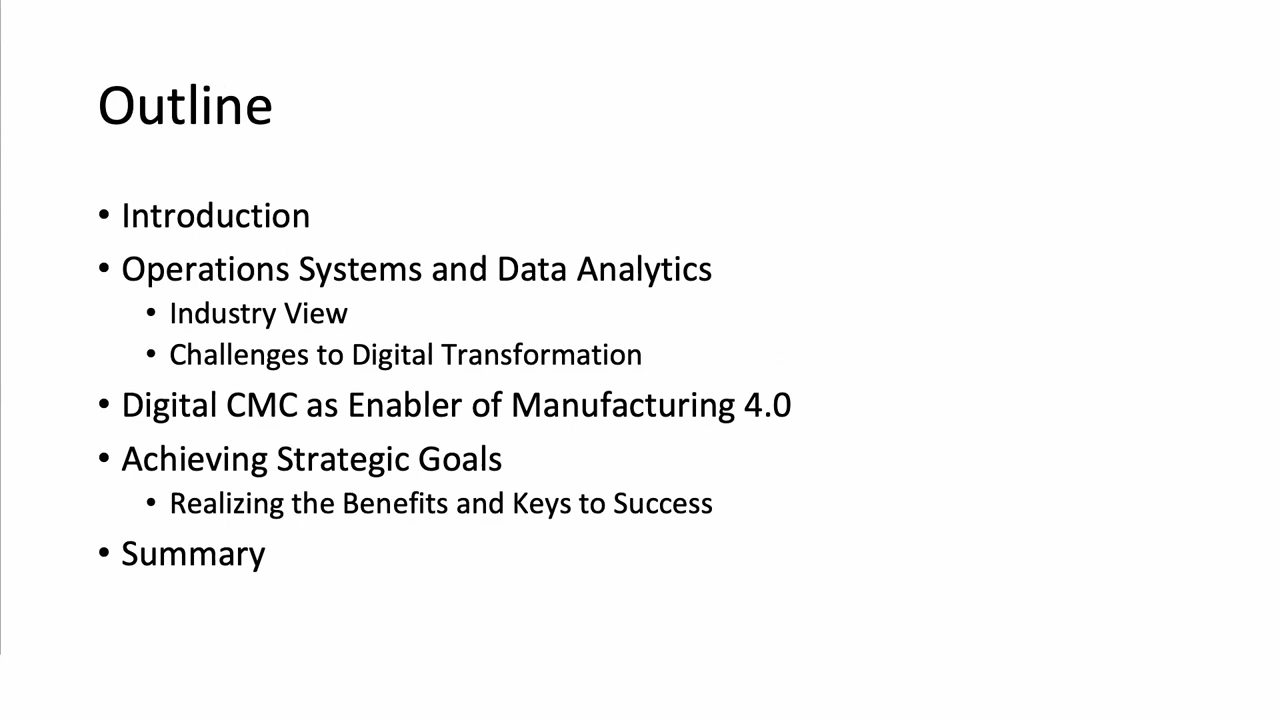 Outline
• Introduction
• Operations Systems and Data Analytics
• Industry View
• Challenges to Digital Transformation
• Digital CMC as Enabler of Manufacturing 4.0
• Achieving Strategic Goals
• Realizing the Benefits and Keys to Success
• Summary